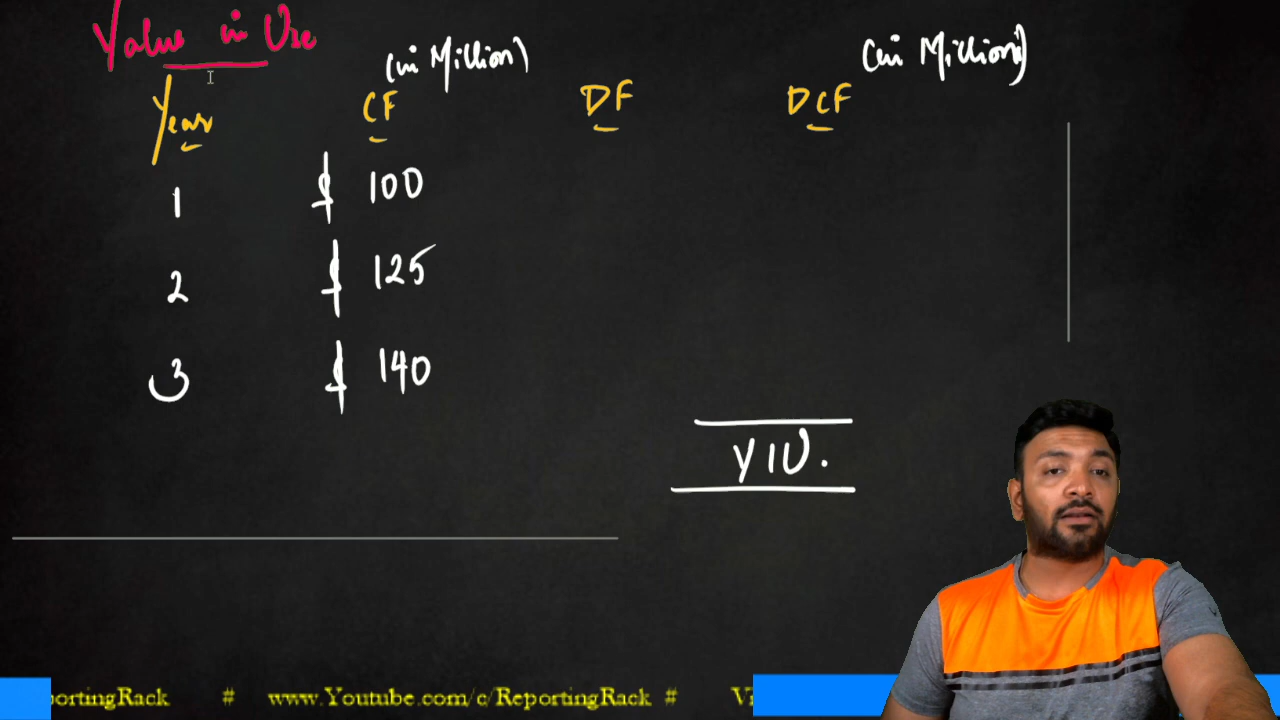 Value in Use
(in Million) (in Million)
Year CF DF DCF
1 $ 100
2 $ 125
3 $ 140
VIU.
portingRack # www.Youtube.com/c/ReportingRack #